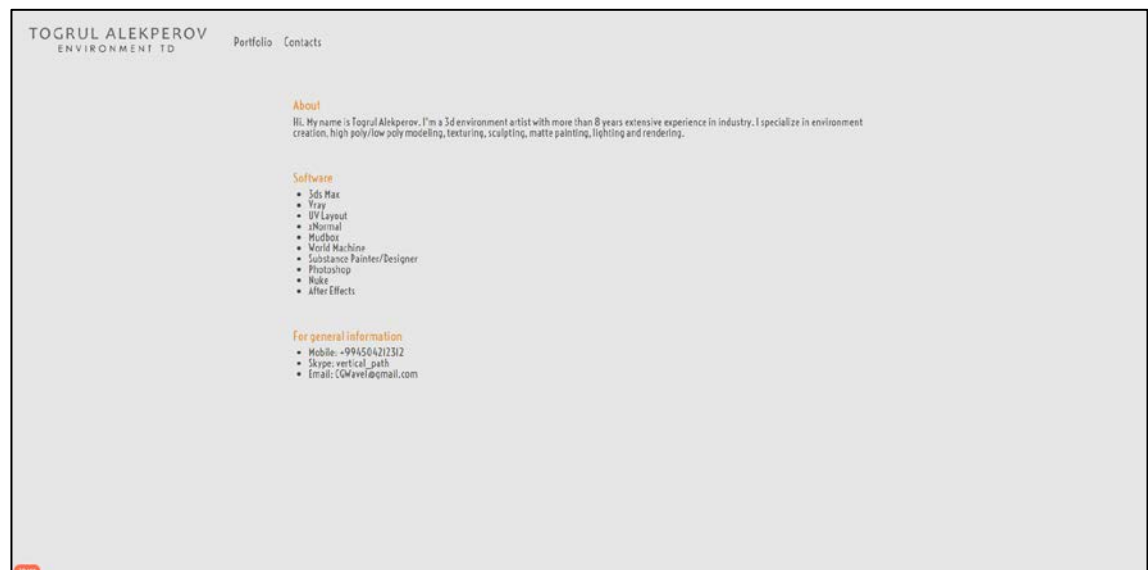 TOGRUL ALEKPEROV
ENVIRONMENT TD
Portfolio Contacts
About
Hi. My name is Togrul Alekperov. I'm a 3d environment artist with more than 8 years extensive experience in industry. I specialize in environment
creation, high poly/low poly modeling, texturing, sculpting, matte painting, lighting and rendering.
Software
3ds Max
Vray
UV Layout
xNormal
Mudbox
World Machine
Substance Painter/Designer
Photoshop
Nuke
After Effects
For general information
Mobile: +994504212312
Skype: vertical_path
Email: CGWave1@gmail.com